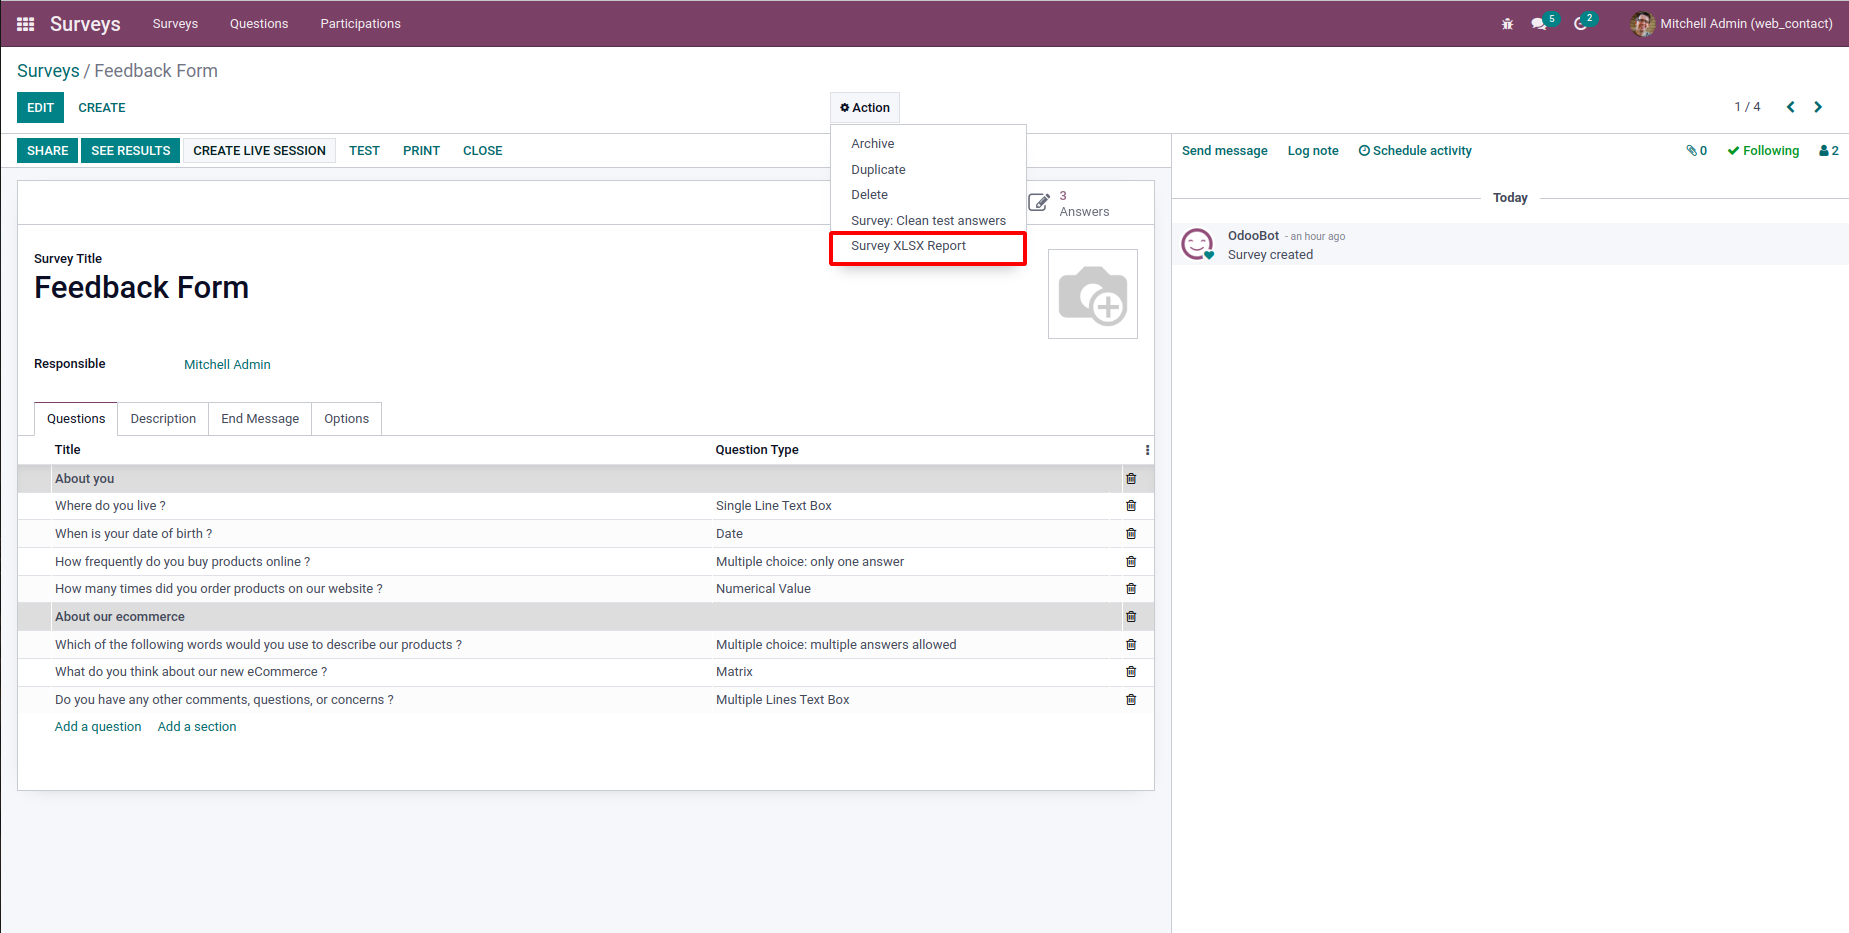 Surveys Surveys Questions Participations 5 2 Mitchell Admin (web_contact)
Surveys / Feedback Form
EDIT CREATE Action 1 / 4
Archive
Duplicate
Delete
Survey: Clean test answers
Survey XLSX Report
SHARE SEE RESULTS CREATE LIVE SESSION TEST PRINT CLOSE
3
Answers
Survey Title
Feedback Form
Responsible Mitchell Admin
Questions Description End Message Options
Title Question Type
About you
Where do you live ? Single Line Text Box
When is your date of birth ? Date
How frequently do you buy products online ? Multiple choice: only one answer
How many times did you order products on our website ? Numerical Value
About our ecommerce
Which of the following words would you use to describe our products ? Multiple choice: multiple answers allowed
What do you think about our new eCommerce ? Matrix
Do you have any other comments, questions, or concerns ? Multiple Lines Text Box
Add a question Add a section
Send message Log note Schedule activity 0 Following 2
Today
OdooBot - an hour ago
Survey created